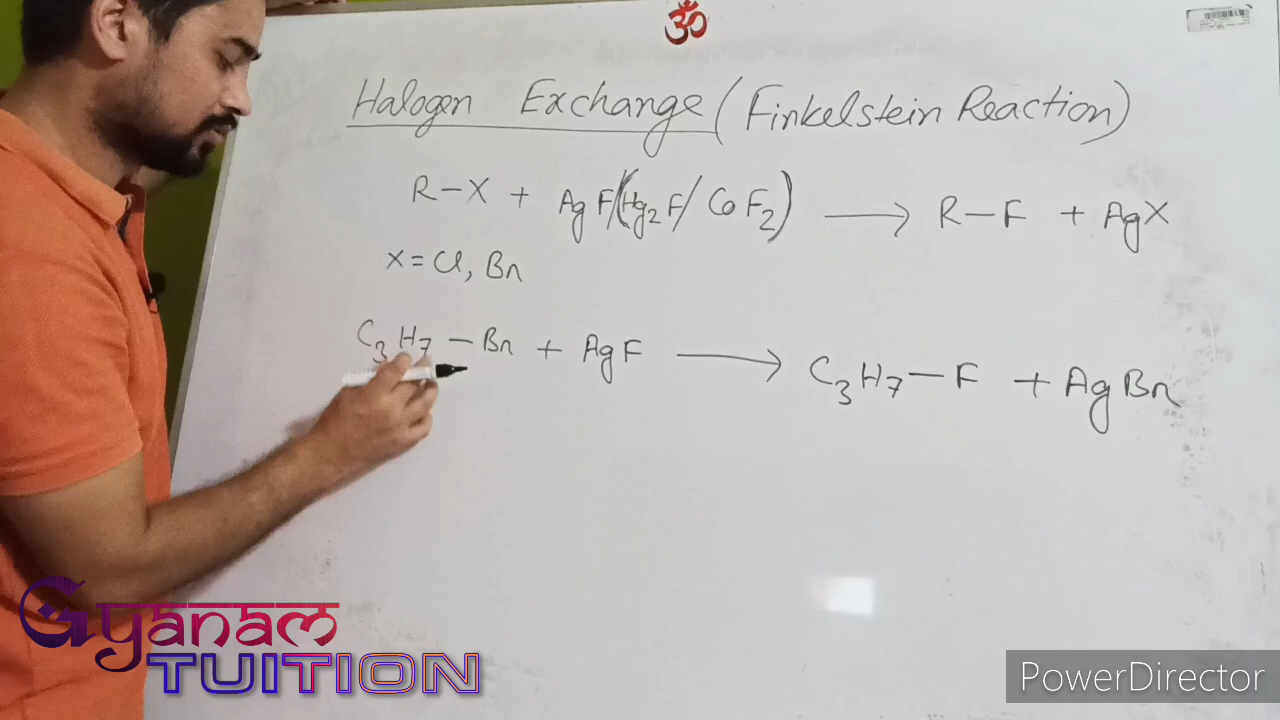 ॐ
Halogen Exchange (Finkelstein Reaction)
R-X + AgF/(Hg₂F/CoF₂) → R-F + AgX
X = Cl, Br
C₃H₇-Br + AgF → C₃H₇-F + AgBr
Gyanam
TUITION
PowerDirector